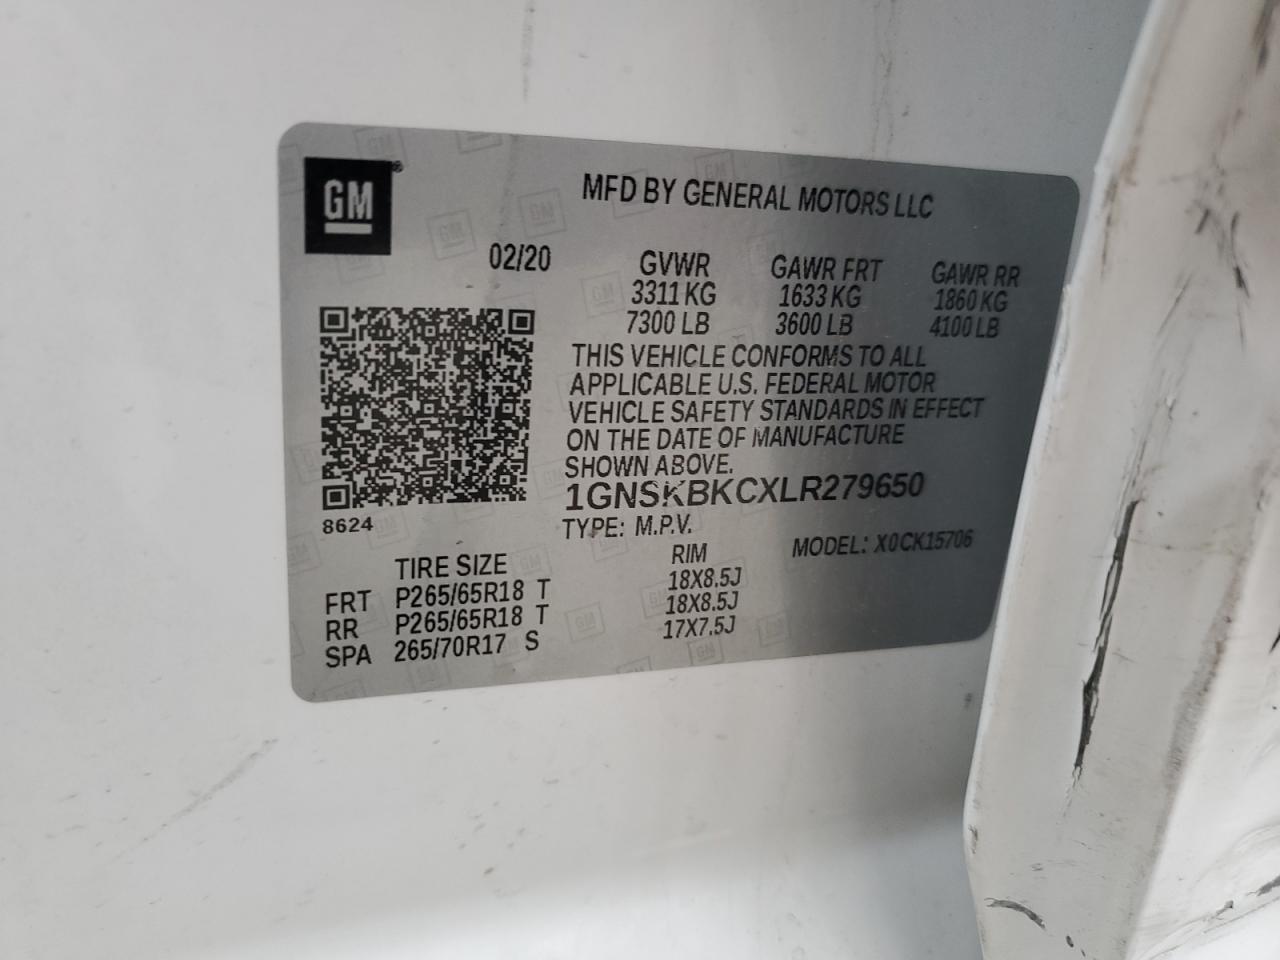 GM®
MFD BY GENERAL MOTORS LLC
02/20
GVWR GAWR FRT GAWR RR
3311 KG 1633 KG 1860 KG
7300 LB 3600 LB 4100 LB
THIS VEHICLE CONFORMS TO ALL
APPLICABLE U.S. FEDERAL MOTOR
VEHICLE SAFETY STANDARDS IN EFFECT
ON THE DATE OF MANUFACTURE
SHOWN ABOVE.
1GNSKBKCXLR279650
8624
TYPE: M.P.V. MODEL: X0CK15706
TIRE SIZE RIM
FRT P265/65R18 T 18X8.5J
RR P265/65R18 T 18X8.5J
SPA 265/70R17 S 17X7.5J